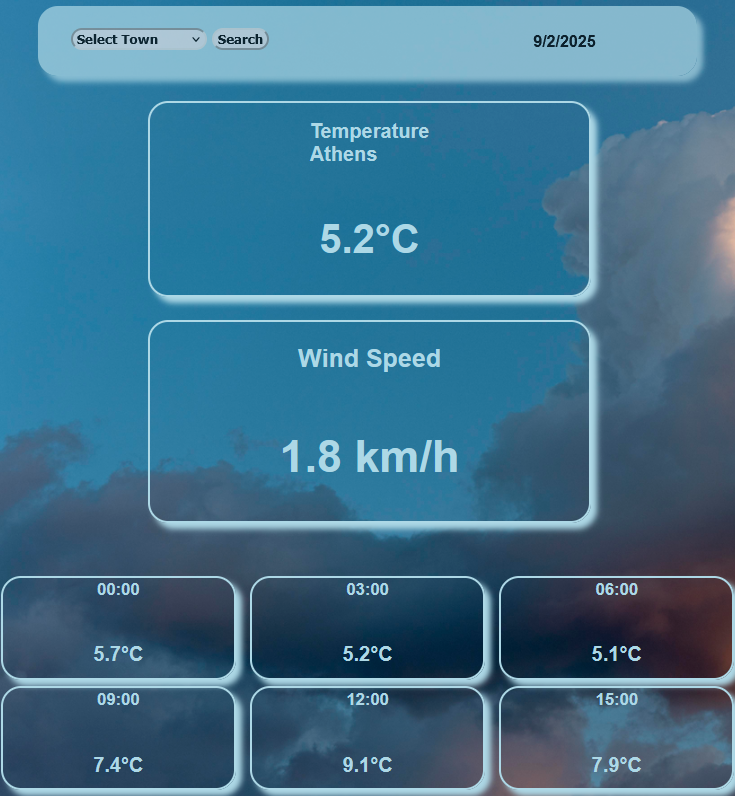 Select Town Search 9/2/2025
Temperature
Athens
5.2°C
Wind Speed
1.8 km/h
00:00 03:00 06:00
5.7°C 5.2°C 5.1°C
09:00 12:00 15:00
7.4°C 9.1°C 7.9°C